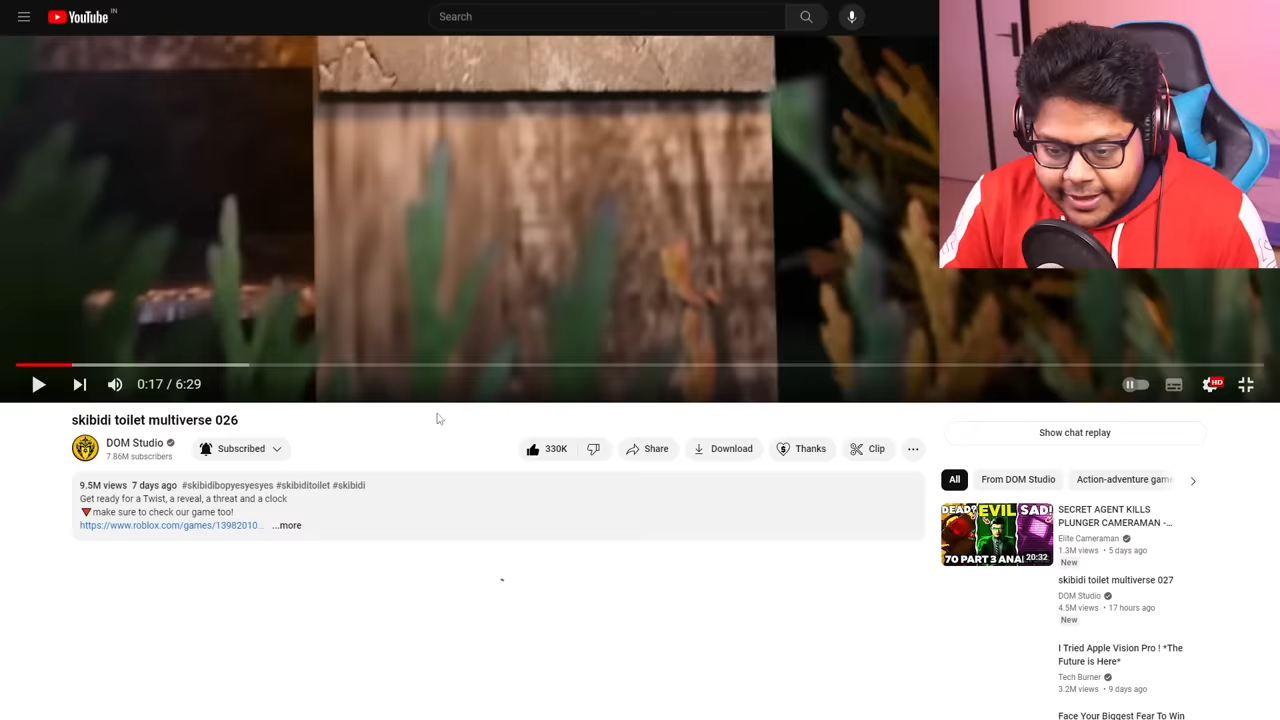 YouTube IN
Search
0:17 / 6:29
HD
skibidi toilet multiverse 026
DOM Studio
7.86M subscribers
Subscribed
330K
Share
Download
Thanks
Clip
9.5M views 7 days ago #skibidibopyesyesyes #skibiditoilet #skibidi
Get ready for a Twist, a reveal, a threat and a clock
🔻make sure to check our game too!
https://www.roblox.com/games/13982010... ...more
Show chat replay
All
From DOM Studio
Action-adventure game
DEAD? EVIL SAD!
70 PART 3 ANA
20:32
SECRET AGENT KILLS
PLUNGER CAMERAMAN -...
Elite Cameraman
1.3M views • 5 days ago
New
skibidi toilet multiverse 027
DOM Studio
4.5M views • 17 hours ago
New
I Tried Apple Vision Pro ! *The
Future is Here*
Tech Burner
3.2M views • 9 days ago
Face Your Biggest Fear To Win